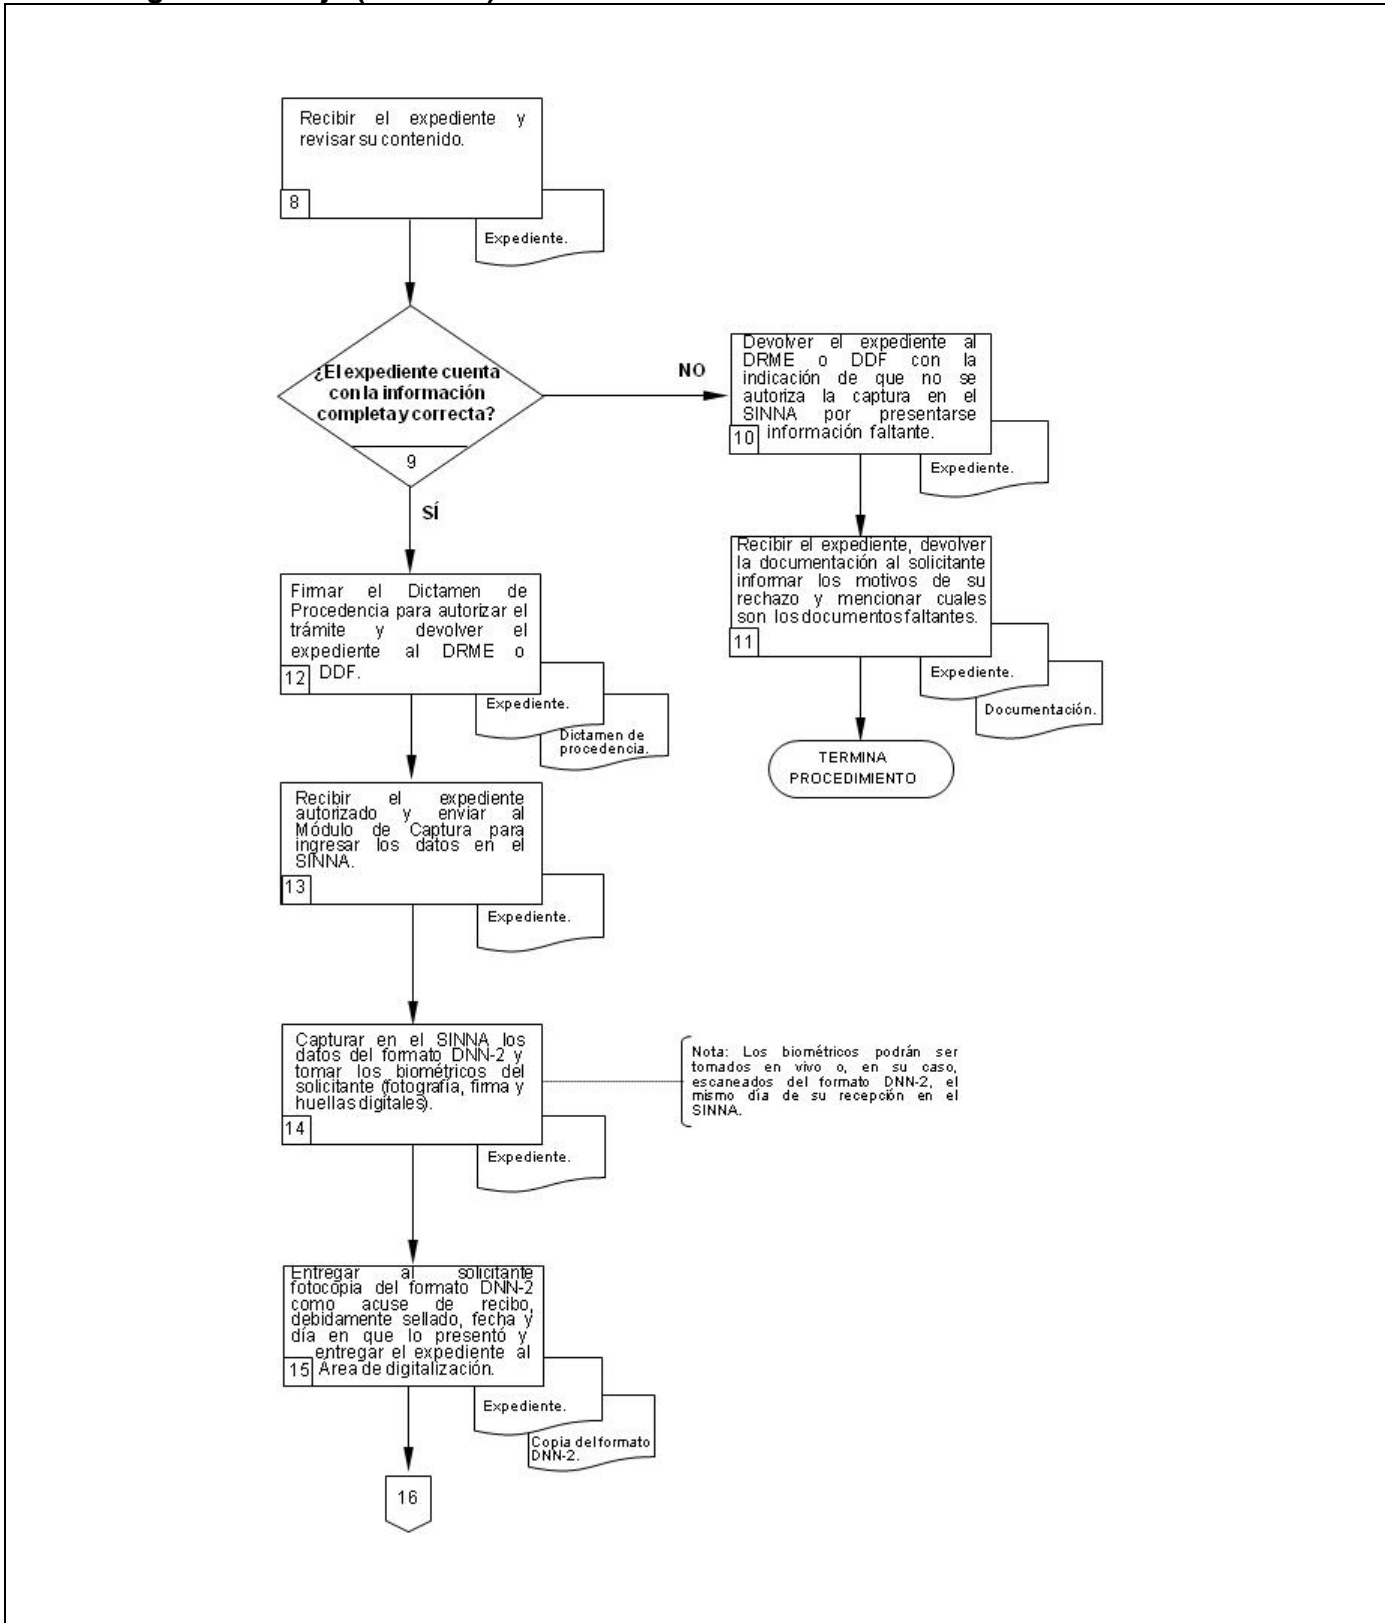 Recibir el expediente y
revisar su contenido.
8
Expediente.
¿El expediente cuenta
con la información
completa y correcta?
9
NO
SÍ
Devolver el expediente al
DRME o DDF con la
indicación de que no se
autoriza la captura en el
SINNA por presentarse
información faltante.
10
Expediente.
Recibir el expediente, devolver
la documentación al solicitante
informar los motivos de su
rechazo y mencionar cuales
son los documentos faltantes.
11
Expediente.
Documentación.
TERMINA
PROCEDIMIENTO
Firmar el Dictamen de
Procedencia para autorizar el
trámite y devolver el
expediente al DRME o
DDF.
12
Expediente.
Dictamen de
procedencia.
Recibir el expediente
autorizado y enviar al
Módulo de Captura para
ingresar los datos en el
SINNA.
13
Expediente.
Capturar en el SINNA los
datos del formato DNN-2 y
tomar los biométricos del
solicitante (fotografía, firma y
huellas digitales).
14
Expediente.
Nota: Los biométricos podrán ser
tomados en vivo o, en su caso,
escaneados del formato DNN-2, el
mismo día de su recepción en el
SINNA.
Entregar al solicitante
fotocopia del formato DNN-2
como acuse de recibo,
debidamente sellado, fecha y
día en que lo presentó y
entregar el expediente al
Área de digitalización.
15
Expediente.
Copia del formato
DNN-2.
16